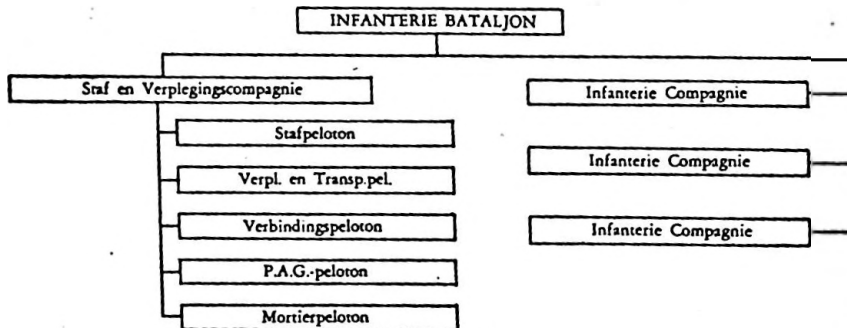 INFANTERIE BATALJON
Staf en Verplegingscompagnie
Stafpeloton
Verpl. en Transp.pel.
Verbindingspeloton
P.A.G.-peloton
Mortierpeloton
Infanterie Compagnie
Infanterie Compagnie
Infanterie Compagnie